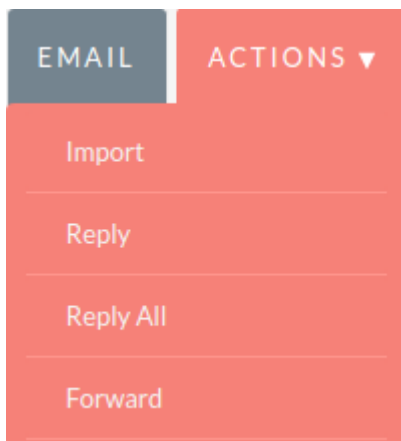 EMAIL ACTIONS ▼
Import
Reply
Reply All
Forward